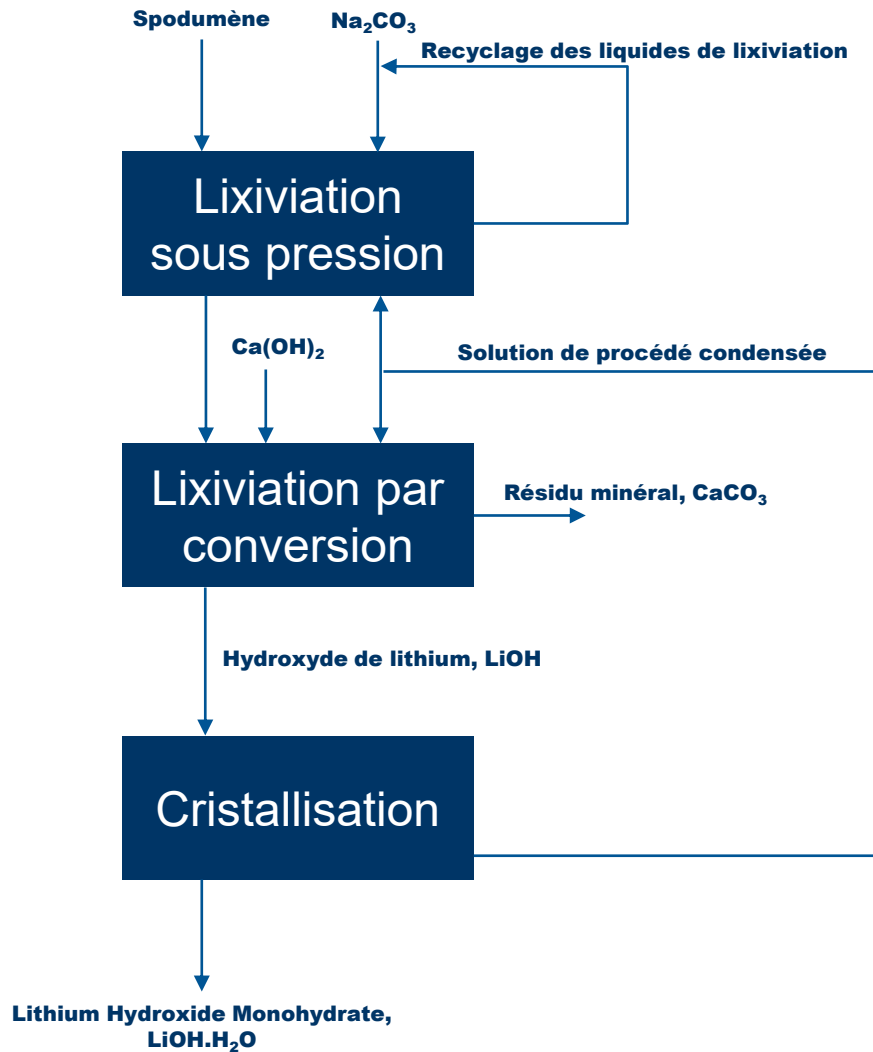 Spodumène
Na₂CO₃
Recyclage des liquides de lixiviation
Lixiviation
sous pression
Ca(OH)₂
Solution de procédé condensée
Lixiviation par
conversion
Résidu minéral, CaCO₃
Hydroxyde de lithium, LiOH
Cristallisation
Lithium Hydroxide Monohydrate,
LiOH.H₂O